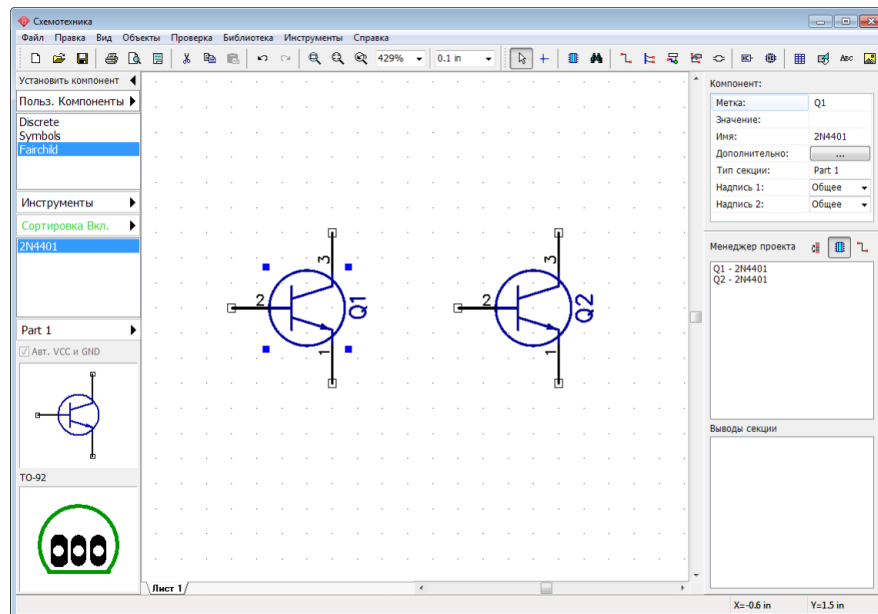 Схемотехника
Файл Правка Вид Объекты Проверка Библиотека Инструменты Справка
429% 0.1 in Abc
Установить компонент
Польз. Компоненты
Discrete
Symbols
Fairchild
Инструменты
Сортировка Вкл.
2N4401
Part 1
Авт. VCC и GND
TO-92
3
2
Q1
1
3
2
Q2
1
Лист 1
Компонент:
Метка: Q1
Значение:
Имя: 2N4401
Дополнительно: ...
Тип секции: Part 1
Надпись 1: Общее
Надпись 2: Общее
Менеджер проекта
Q1 - 2N4401
Q2 - 2N4401
Выводы секции
X=-0.6 in Y=1.5 in